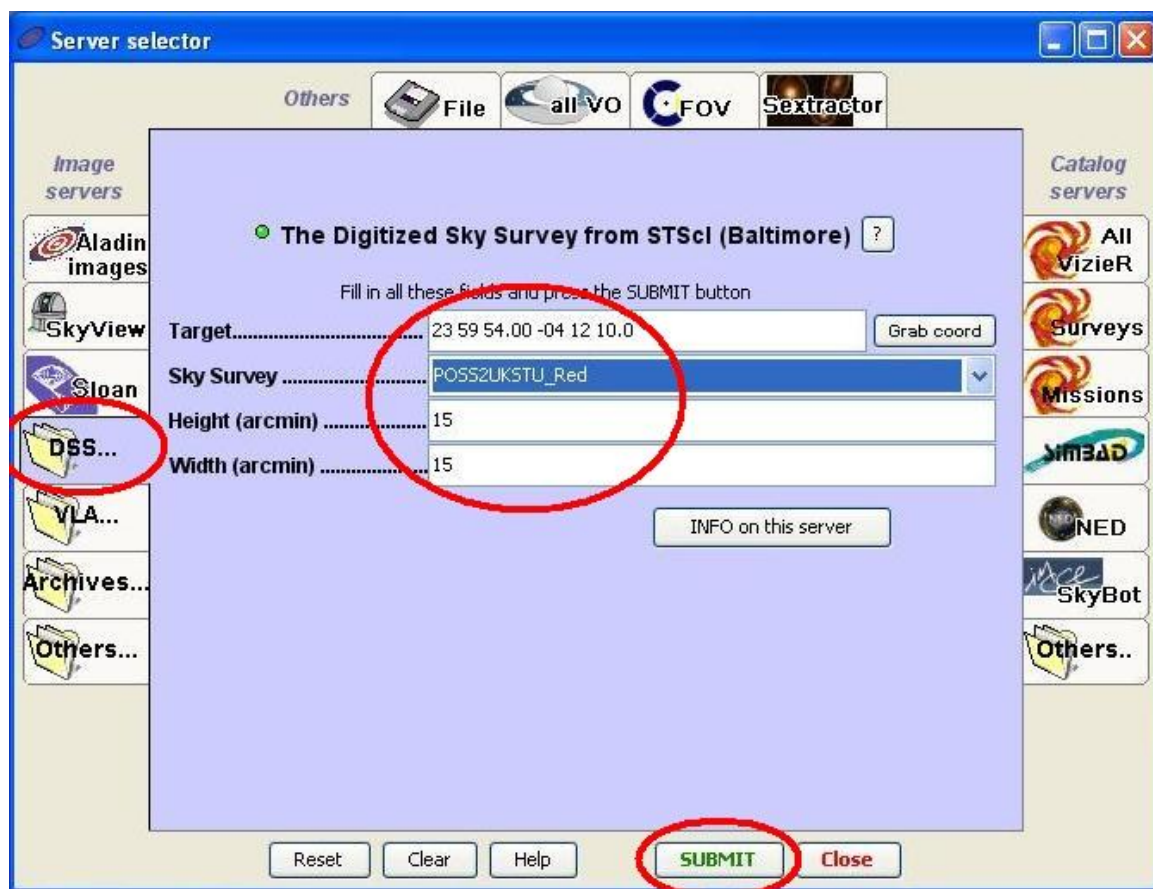 Server selector
Others
File
all VO
FOV
Sextractor
Image
servers
Catalog
servers
Aladin
images
SkyView
Sloan
DSS...
VLA...
Archives...
Others...
The Digitized Sky Survey from STScI (Baltimore) ?
Fill in all these fields and press the SUBMIT button
Target................................... 23 59 54.00 -04 12 10.0 Grab coord
Sky Survey .......................... POSS2UKSTU_Red
Height (arcmin) ................... 15
Width (arcmin) .................... 15
INFO on this server
All
VizieR
Surveys
Missions
SIMBAD
NED
SkyBot
Others..
Reset Clear Help SUBMIT Close